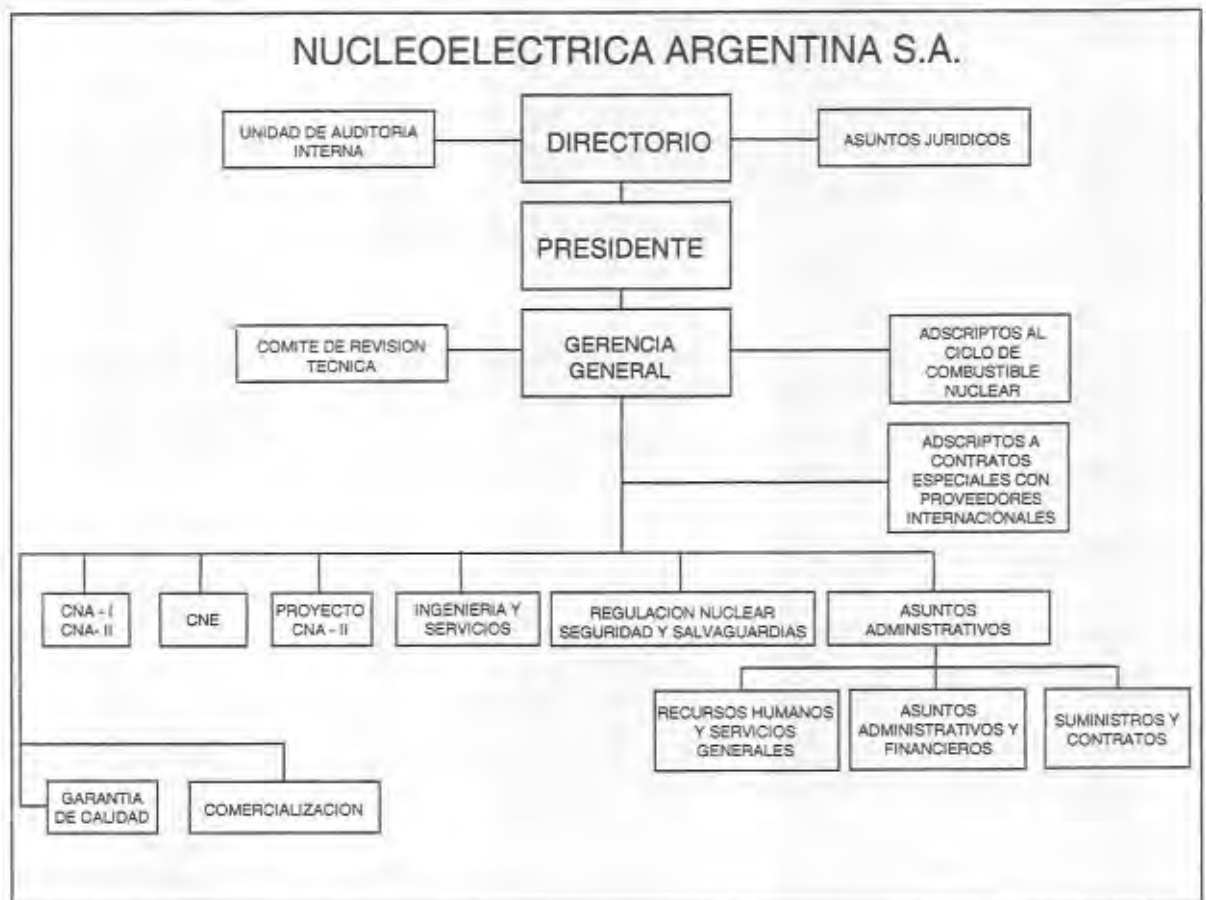 NUCLEOELECTRICA ARGENTINA S.A.
UNIDAD DE AUDITORIA
INTERNA
DIRECTORIO
ASUNTOS JURIDICOS
PRESIDENTE
COMITE DE REVISION
TECNICA
GERENCIA
GENERAL
ADSCRIPTOS AL
CICLO DE
COMBUSTIBLE
NUCLEAR
ADSCRIPTOS A
CONTRATOS
ESPECIALES CON
PROVEEDORES
INTERNACIONALES
CNA - I
CNA- II
CNE
PROYECTO
CNA - II
INGENIERIA Y
SERVICIOS
REGULACION NUCLEAR
SEGURIDAD Y SALVAGUARDIAS
ASUNTOS
ADMINISTRATIVOS
RECURSOS HUMANOS
Y SERVICIOS
GENERALES
ASUNTOS
ADMINISTRATIVOS Y
FINANCIEROS
SUMINISTROS Y
CONTRATOS
GARANTIA
DE CALIDAD
COMERCIALIZACION